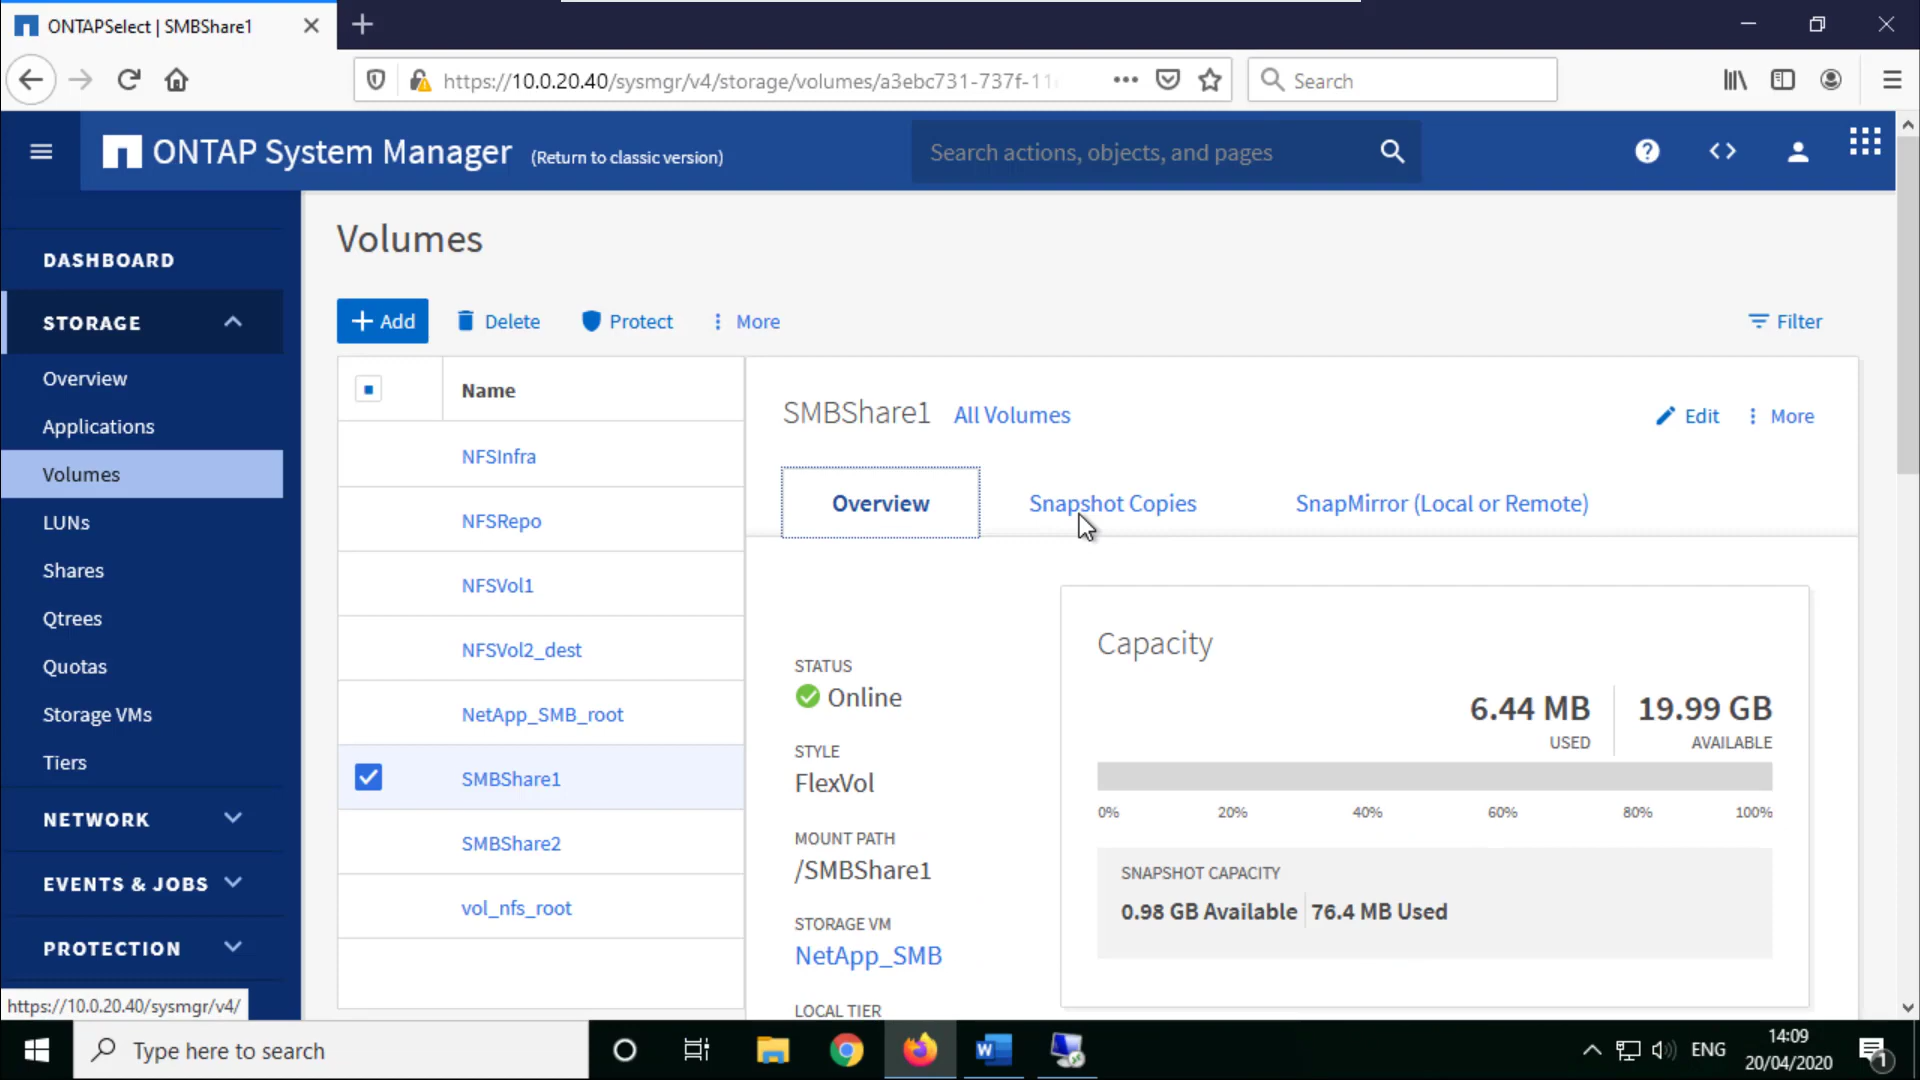 ONTAPSelect | SMBShare1
https://10.0.20.40/sysmgr/v4/storage/volumes/a3ebc731-737f-11
Search
ONTAP System Manager (Return to classic version)
Search actions, objects, and pages
DASHBOARD
STORAGE
Overview
Applications
Volumes
LUNs
Shares
Qtrees
Quotas
Storage VMs
Tiers
NETWORK
EVENTS & JOBS
PROTECTION
https://10.0.20.40/sysmgr/v4/
Volumes
Add
Delete
Protect
More
Filter
Name
NFSInfra
NFSRepo
NFSVol1
NFSVol2_dest
NetApp_SMB_root
SMBShare1
SMBShare2
vol_nfs_root
SMBShare1 All Volumes
Edit
More
Overview
Snapshot Copies
SnapMirror (Local or Remote)
STATUS
Online
STYLE
FlexVol
MOUNT PATH
/SMBShare1
STORAGE VM
NetApp_SMB
LOCAL TIER
Capacity
6.44 MB
USED
19.99 GB
AVAILABLE
0% 20% 40% 60% 80% 100%
SNAPSHOT CAPACITY
0.98 GB Available 76.4 MB Used
Type here to search
ENG
14:09
20/04/2020
1